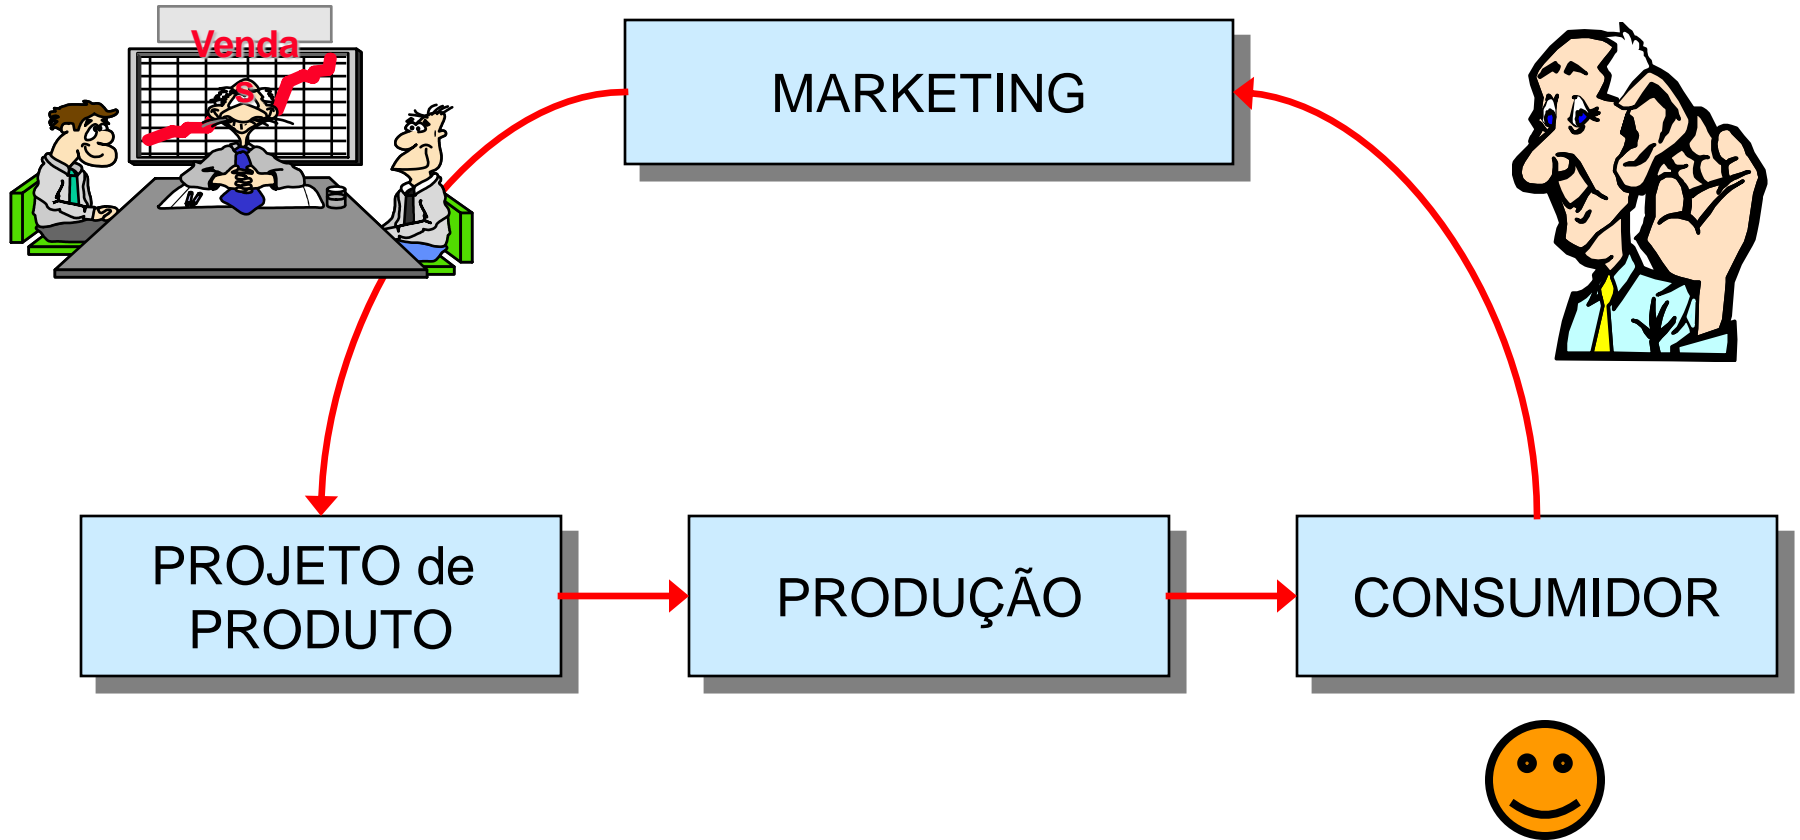 Venda
s
MARKETING
PROJETO de
PRODUTO
PRODUÇÃO
CONSUMIDOR